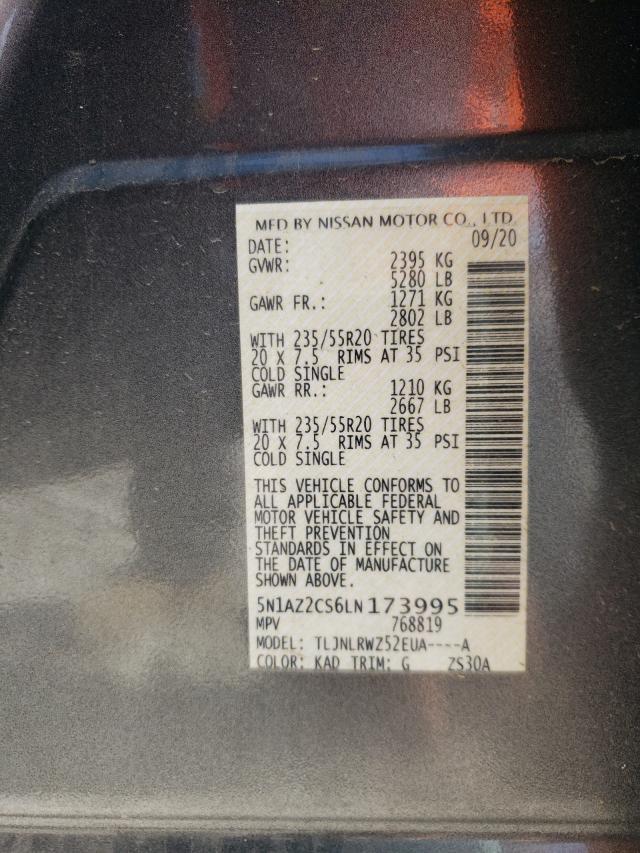 MFD BY NISSAN MOTOR CO., LTD.
DATE: 09/20
GVWR: 2395 KG
5280 LB
GAWR FR.: 1271 KG
2802 LB
WITH 235/55R20 TIRES
20 X 7.5 RIMS AT 35 PSI
COLD SINGLE
GAWR RR.: 1210 KG
2667 LB
WITH 235/55R20 TIRES
20 X 7.5 RIMS AT 35 PSI
COLD SINGLE
THIS VEHICLE CONFORMS TO
ALL APPLICABLE FEDERAL
MOTOR VEHICLE SAFETY AND
THEFT PREVENTION
STANDARDS IN EFFECT ON
THE DATE OF MANUFACTURE
SHOWN ABOVE.
5N1AZ2CS6LN173995
MPV 768819
MODEL: TLJNLRWZ52EUA----A
COLOR: KAD TRIM: G ZS30A